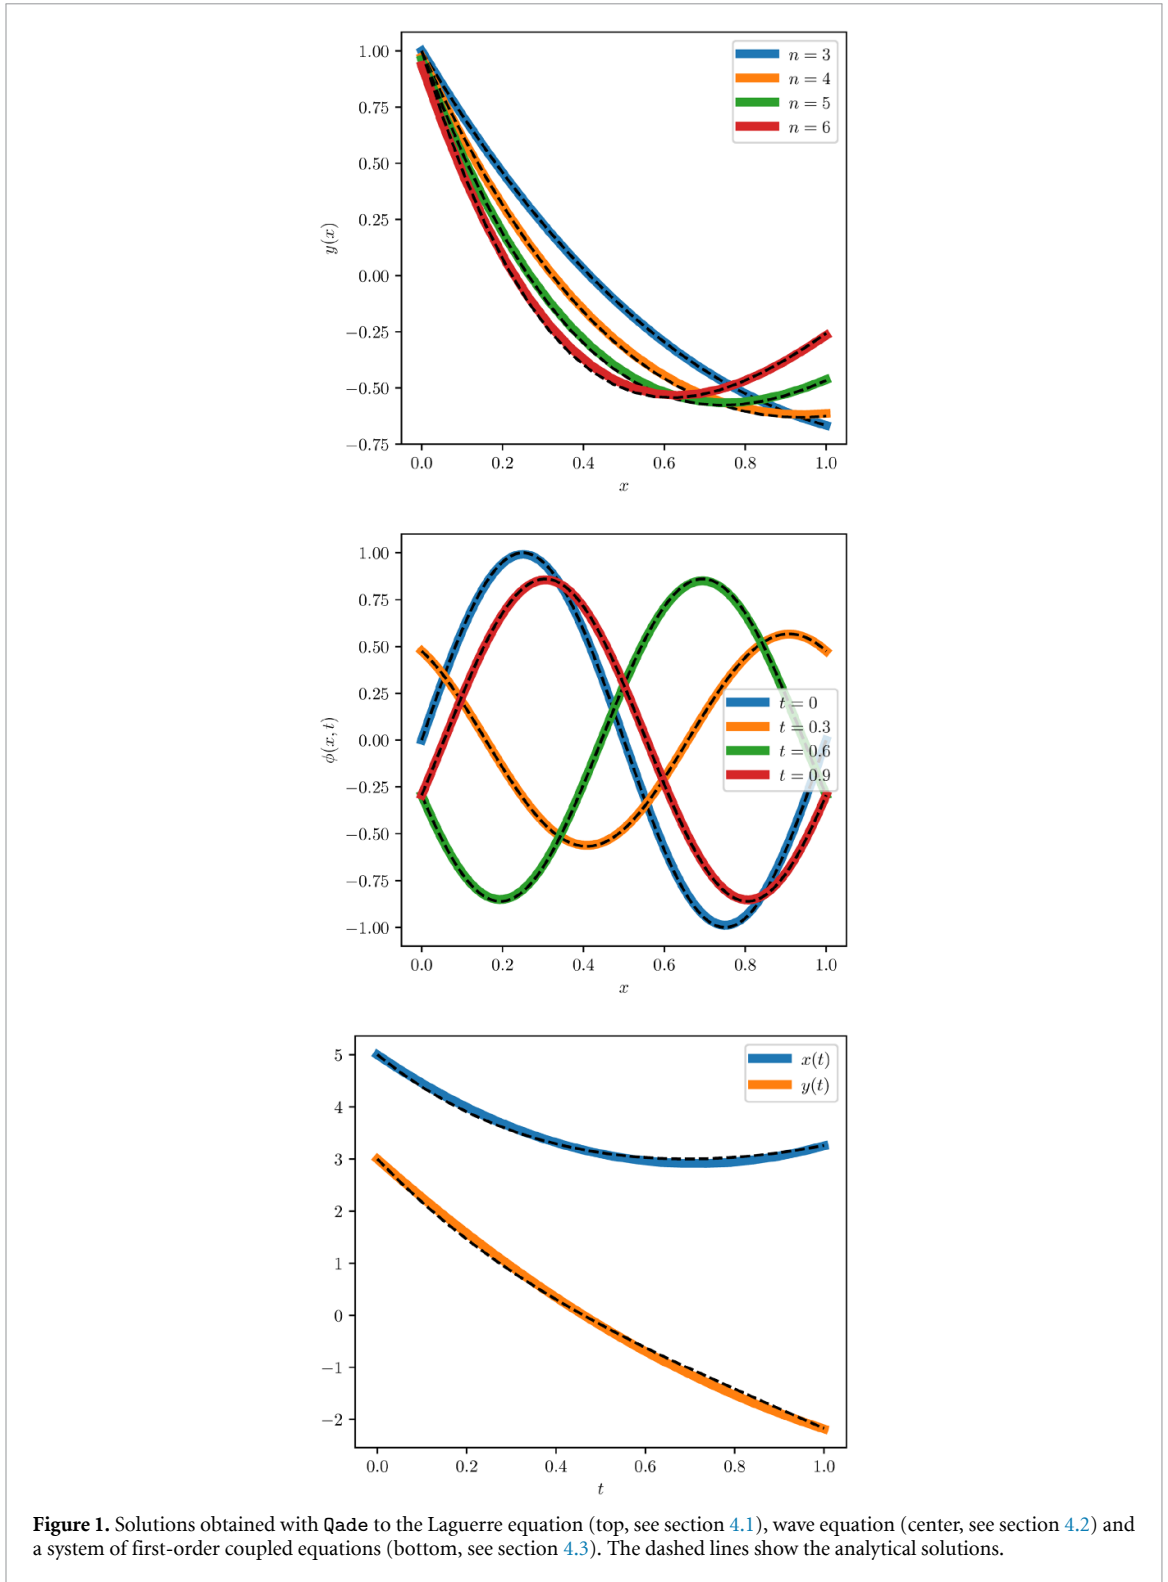 1.00
0.75
0.50
0.25
0.00
−0.25
−0.50
−0.75
y(x)
n = 3
n = 4
n = 5
n = 6
0.0 0.2 0.4 0.6 0.8 1.0
x
1.00
0.75
0.50
0.25
0.00
−0.25
−0.50
−0.75
−1.00
ϕ(x, t)
t = 0
t = 0.3
t = 0.6
t = 0.9
0.0 0.2 0.4 0.6 0.8 1.0
x
5
4
3
2
1
0
−1
−2
x(t)
y(t)
0.0 0.2 0.4 0.6 0.8 1.0
t
Figure 1. Solutions obtained with Qade to the Laguerre equation (top, see section 4.1), wave equation (center, see section 4.2) and
a system of first-order coupled equations (bottom, see section 4.3). The dashed lines show the analytical solutions.